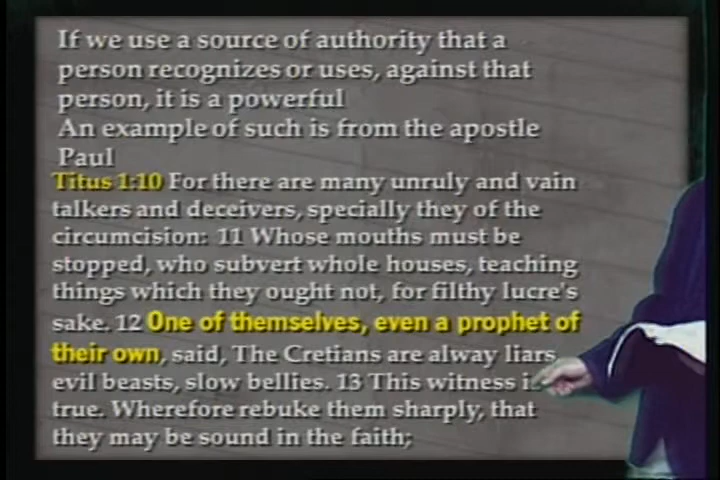 If we use a source of authority that a
person recognizes or uses, against that
person, it is a powerful
An example of such is from the apostle
Paul
Titus 1:10 For there are many unruly and vain
talkers and deceivers, specially they of the
circumcision: 11 Whose mouths must be
stopped, who subvert whole houses, teaching
things which they ought not, for filthy lucre's
sake. 12 One of themselves, even a prophet of
their own, said, The Cretians are alway liars
evil beasts, slow bellies. 13 This witness
true. Wherefore rebuke them sharply, that
they may be sound in the faith;